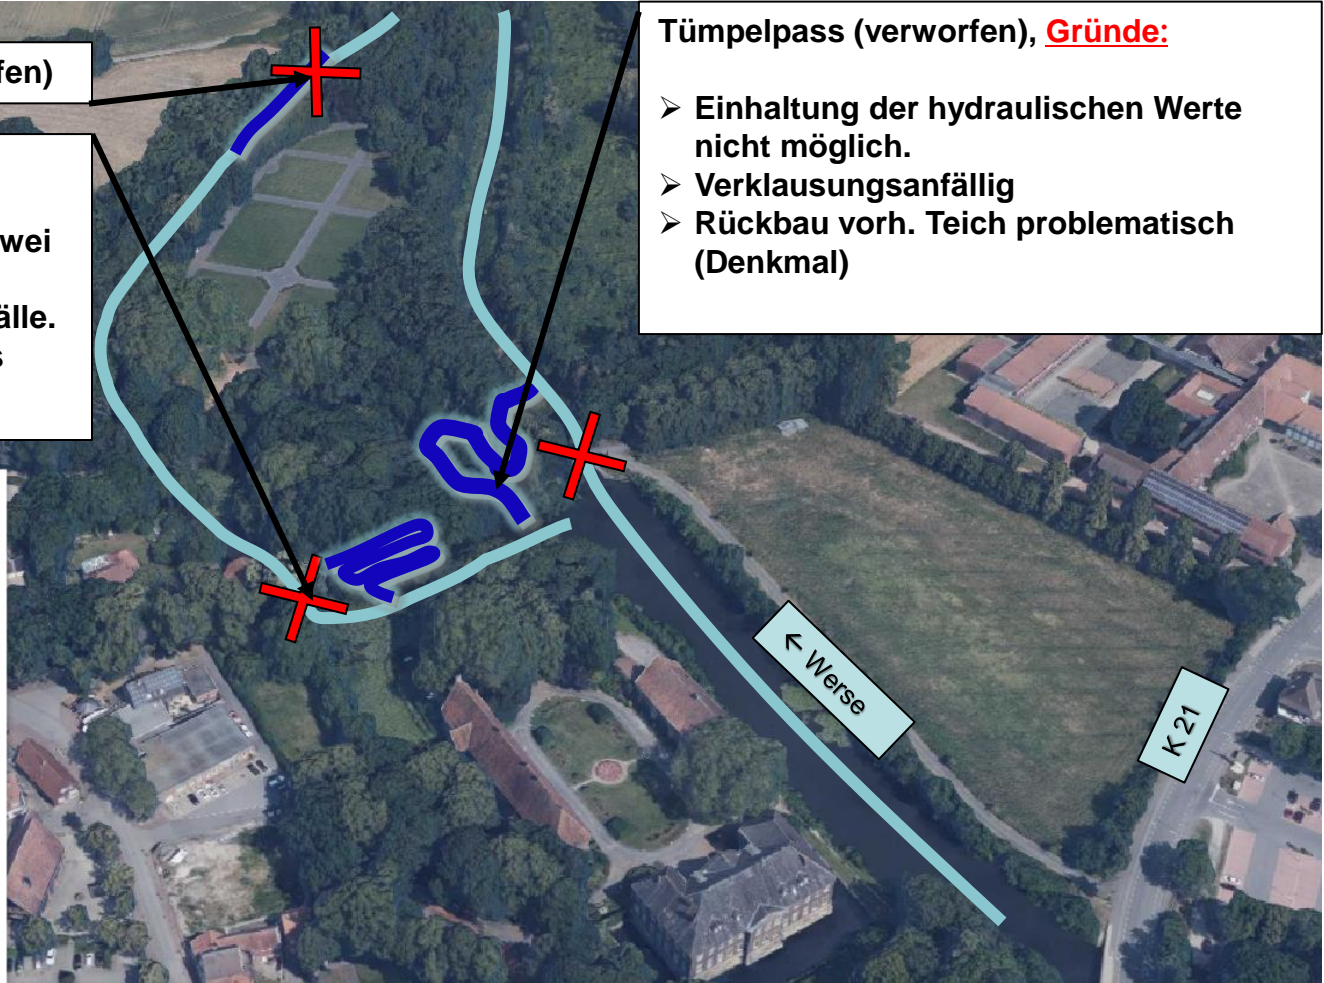 fen)
wei
älle.
s
Tümpelpass (verworfen), Gründe:
➢ Einhaltung der hydraulischen Werte
nicht möglich.
➢ Verklausungsanfällig
➢ Rückbau vorh. Teich problematisch
(Denkmal)
← Werse
K 21